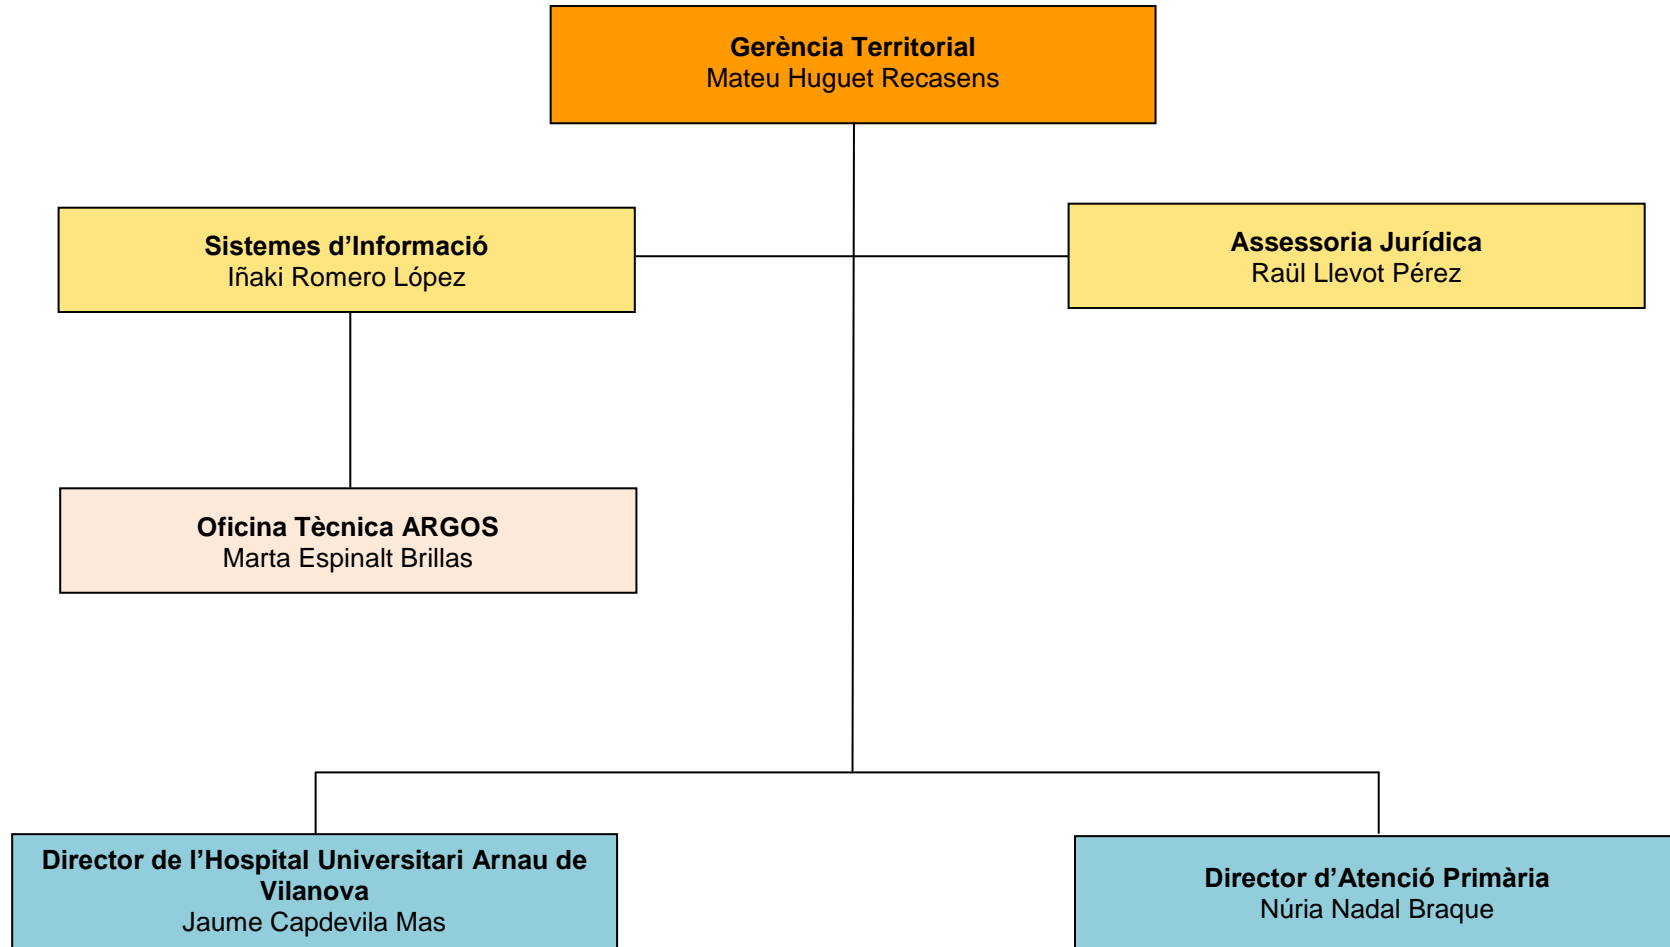 Gerència Territorial
Mateu Huguet Recasens
Sistemes d’Informació
Iñaki Romero López
Assessoria Jurídica
Raül Llevot Pérez
Oficina Tècnica ARGOS
Marta Espinalt Brillas
Director de l’Hospital Universitari Arnau de
Vilanova
Jaume Capdevila Mas
Director d’Atenció Primària
Núria Nadal Braque